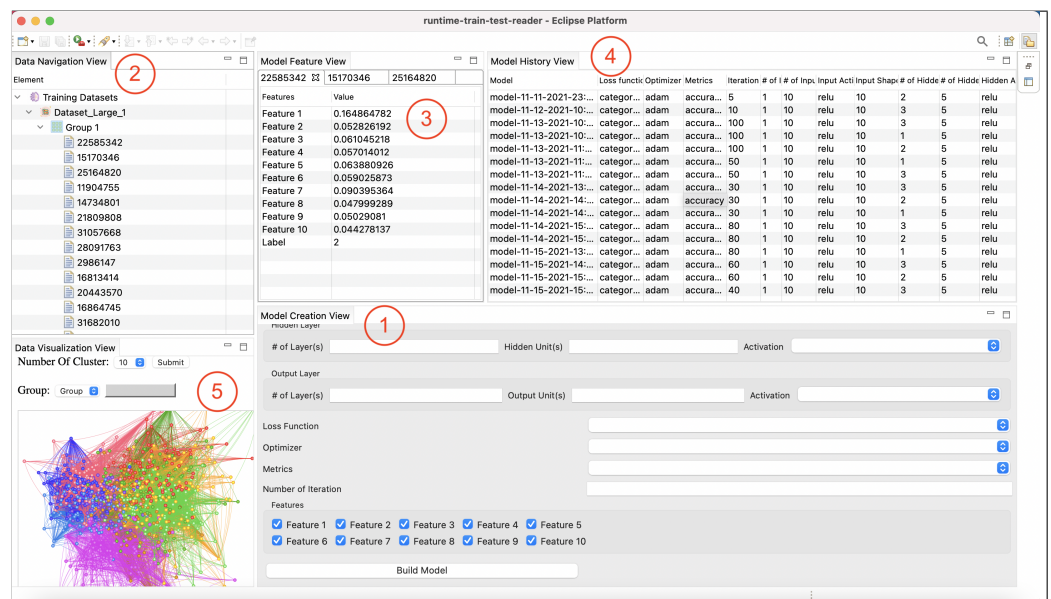 runtime-train-test-reader - Eclipse Platform
Data Navigation View
2
Element
Training Datasets
Dataset_Large_1
Group 1
22585342
15170346
25164820
11904755
14734801
21809808
31057668
28091763
2986147
16813414
20443570
16864745
31682010
Model Feature View
22585342 15170346 25164820
Features Value
3
Feature 1 0.164864782
Feature 2 0.052826192
Feature 3 0.061045218
Feature 4 0.057014012
Feature 5 0.063880926
Feature 6 0.059025873
Feature 7 0.090395364
Feature 8 0.047999289
Feature 9 0.05029081
Feature 10 0.044278137
Label 2
Model History View
4
Model Loss functic Optimizer Metrics Iteration # of I # of Inpu Input Acti Input Shape # of Hidde # of Hidde Hidden A
model-11-11-2021-23:... categor... adam accura... 5 1 10 relu 10 2 5 relu
model-11-12-2021-10:... categor... adam accura... 10 1 10 relu 10 3 5 relu
model-11-13-2021-10:... categor... adam accura... 100 1 10 relu 10 3 5 relu
model-11-13-2021-10:... categor... adam accura... 100 1 10 relu 10 1 5 relu
model-11-13-2021-11:... categor... adam accura... 100 1 10 relu 10 2 5 relu
model-11-13-2021-11:... categor... adam accura... 50 1 10 relu 10 1 5 relu
model-11-13-2021-11:... categor... adam accura... 50 1 10 relu 10 3 5 relu
model-11-14-2021-13:... categor... adam accura... 30 1 10 relu 10 3 5 relu
model-11-14-2021-14:... categor... adam accuracy 30 1 10 relu 10 2 5 relu
model-11-14-2021-14:... categor... adam accura... 30 1 10 relu 10 1 5 relu
model-11-14-2021-15:... categor... adam accura... 80 1 10 relu 10 3 5 relu
model-11-14-2021-15:... categor... adam accura... 80 1 10 relu 10 2 5 relu
model-11-15-2021-13:... categor... adam accura... 80 1 10 relu 10 1 5 relu
model-11-15-2021-14:... categor... adam accura... 60 1 10 relu 10 3 5 relu
model-11-15-2021-15:... categor... adam accura... 60 1 10 relu 10 2 5 relu
model-11-15-2021-15:... categor... adam accura... 40 1 10 relu 10 3 5 relu
Data Visualization View
Number Of Cluster: 10 Submit
Group: Group
5
Model Creation View
1
Hidden Layer
# of Layer(s) Hidden Unit(s) Activation
Output Layer
# of Layer(s) Output Unit(s) Activation
Loss Function
Optimizer
Metrics
Number of Iteration
Features
Feature 1 Feature 2 Feature 3 Feature 4 Feature 5
Feature 6 Feature 7 Feature 8 Feature 9 Feature 10
Build Model